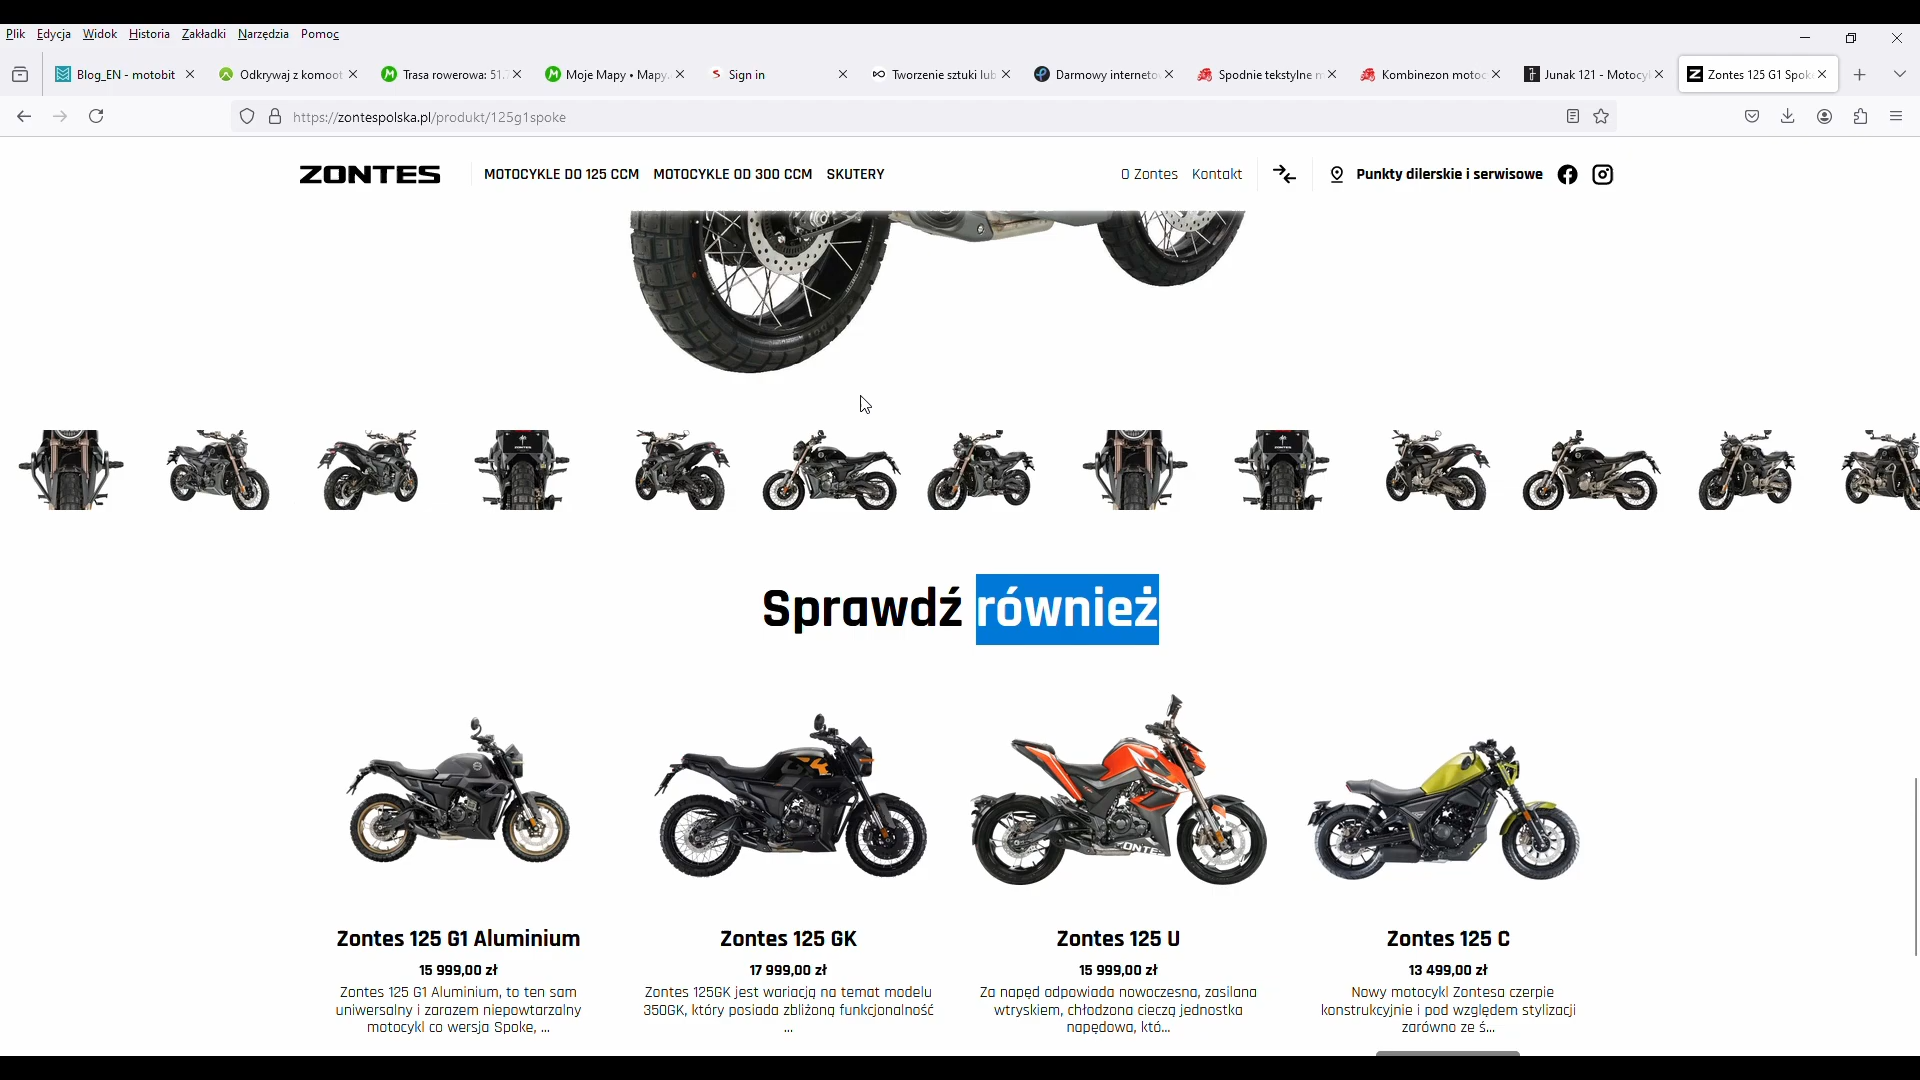 Plik Edycja Widok Historia Zakładki Narzędzia Pomoc
Blog_EN - motobit
Odkrywaj z komoot
Trasa rowerowa: 51.
Moje Mapy • Mapy.
Sign in
Tworzenie sztuki lub
Darmowy interneto
Spodnie tekstylne m
Kombinezon motoc
Junak 121 - Motocyk
Zontes 125 G1 Spok
https://zontespolska.pl/produkt/125g1spoke
ZONTES
MOTOCYKLE DO 125 CCM MOTOCYKLE OD 300 CCM SKUTERY
O Zontes Kontakt
Punkty dilerskie i serwisowe
Sprawdź również
ZONTES
Zontes 125 G1 Aluminium
15 999,00 zł
Zontes 125 G1 Aluminium, to ten sam
uniwersalny i zarazem niepowtarzalny
motocykl co wersja Spoke, ...
Zontes 125 GK
17 999,00 zł
Zontes 125GK jest wariacją na temat modelu
350GK, który posiada zbliżoną funkcjonalność
...
Zontes 125 U
15 999,00 zł
Za napęd odpowiada nowoczesna, zasilana
wtryskiem, chłodzona cieczą jednostka
napędowa, któ...
Zontes 125 C
13 499,00 zł
Nowy motocykl Zontesa czerpie
konstrukcyjnie i pod względem stylizacji
zarówno ze ś...